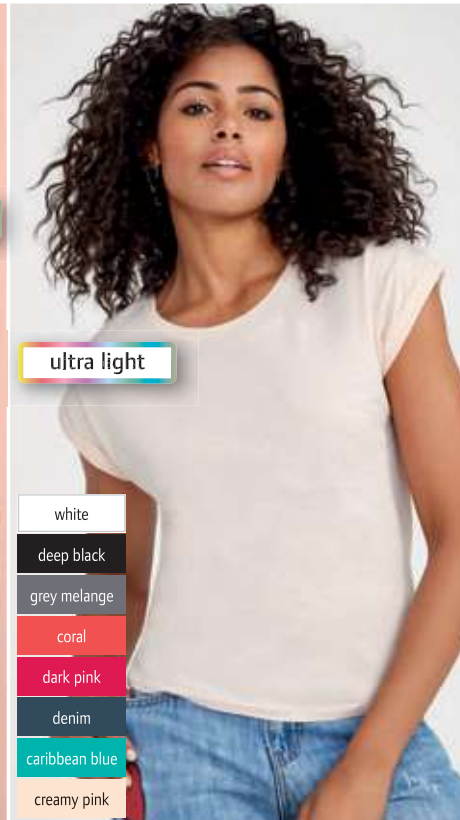 ultra light
white
deep black
grey melange
coral
dark pink
denim
caribbean blue
creamy pink